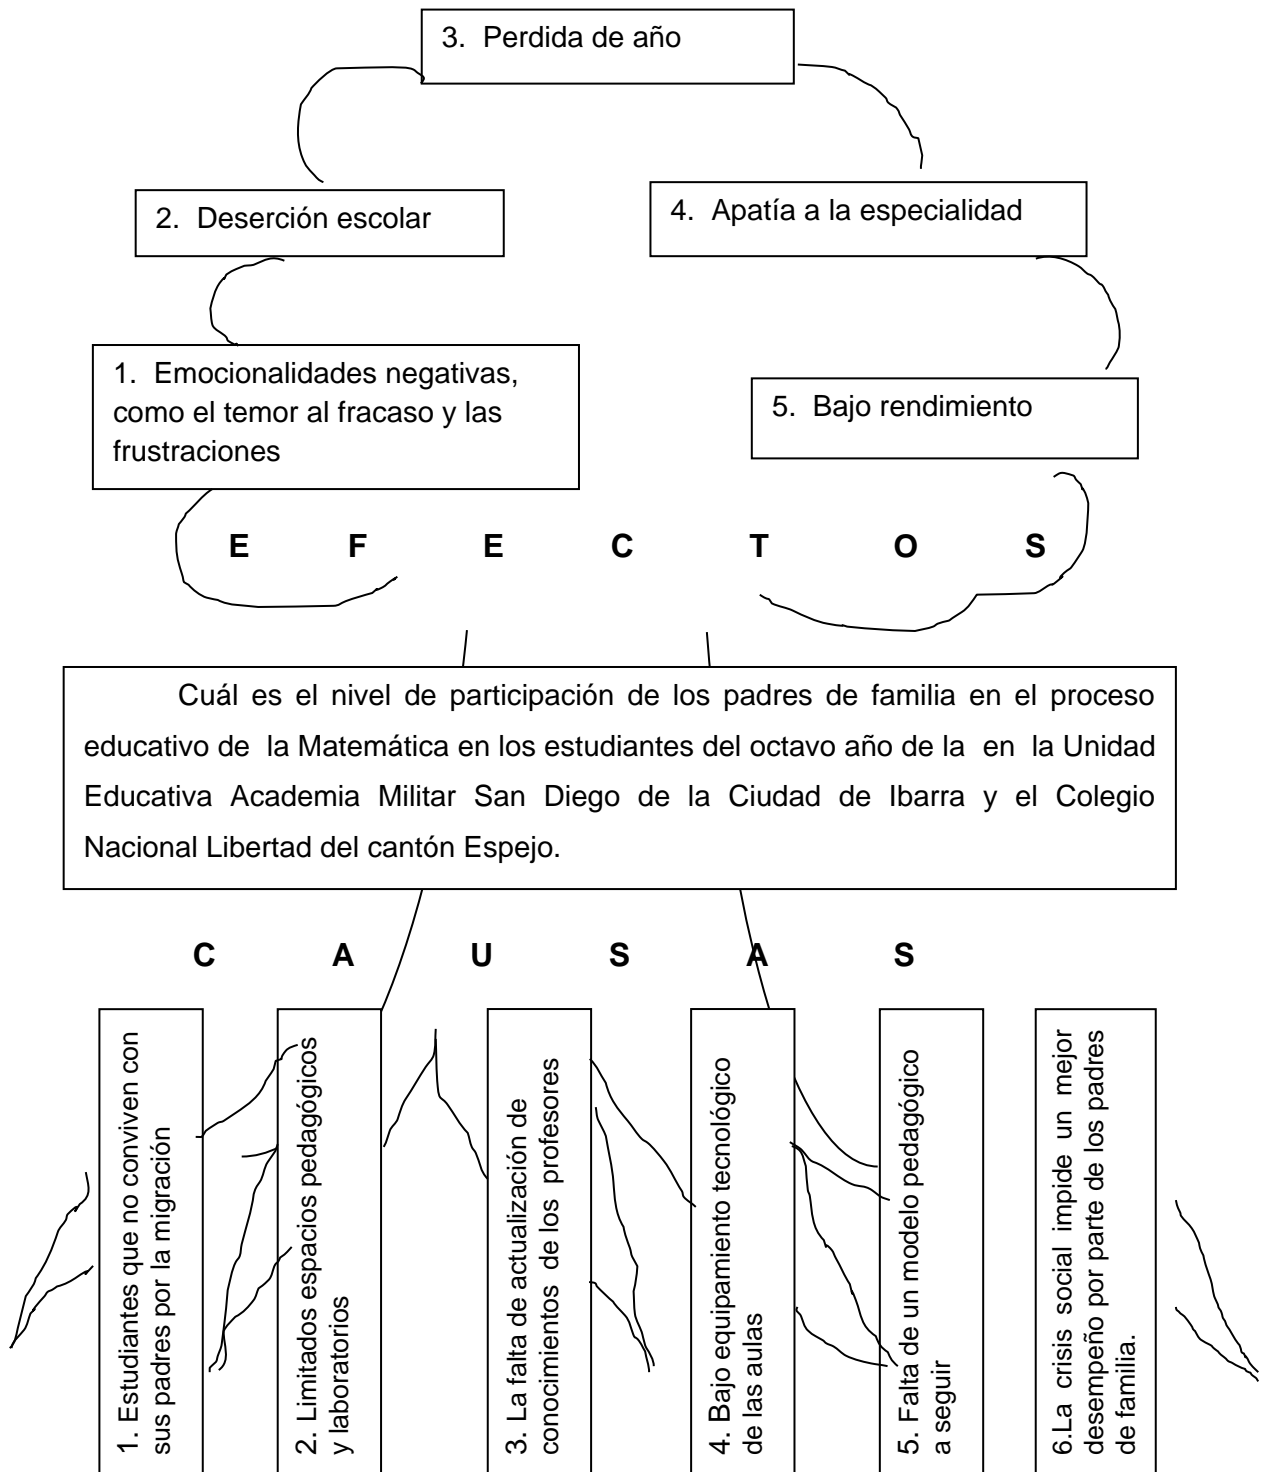 3. Perdida de año
2. Deserción escolar
4. Apatía a la especialidad
1. Emocionalidades negativas,
como el temor al fracaso y las
frustraciones
5. Bajo rendimiento
E F E C T O S
Cuál es el nivel de participación de los padres de familia en el proceso
educativo de la Matemática en los estudiantes del octavo año de la en la Unidad
Educativa Academia Militar San Diego de la Ciudad de Ibarra y el Colegio
Nacional Libertad del cantón Espejo.
C A U S A S
1. Estudiantes que no conviven con
sus padres por la migración
2. Limitados espacios pedagógicos
y laboratorios
3. La falta de actualización de
conocimientos de los profesores
4. Bajo equipamiento tecnológico
de las aulas
5. Falta de un modelo pedagógico
a seguir
6.La crisis social impide un mejor
desempeño por parte de los padres
de familia.